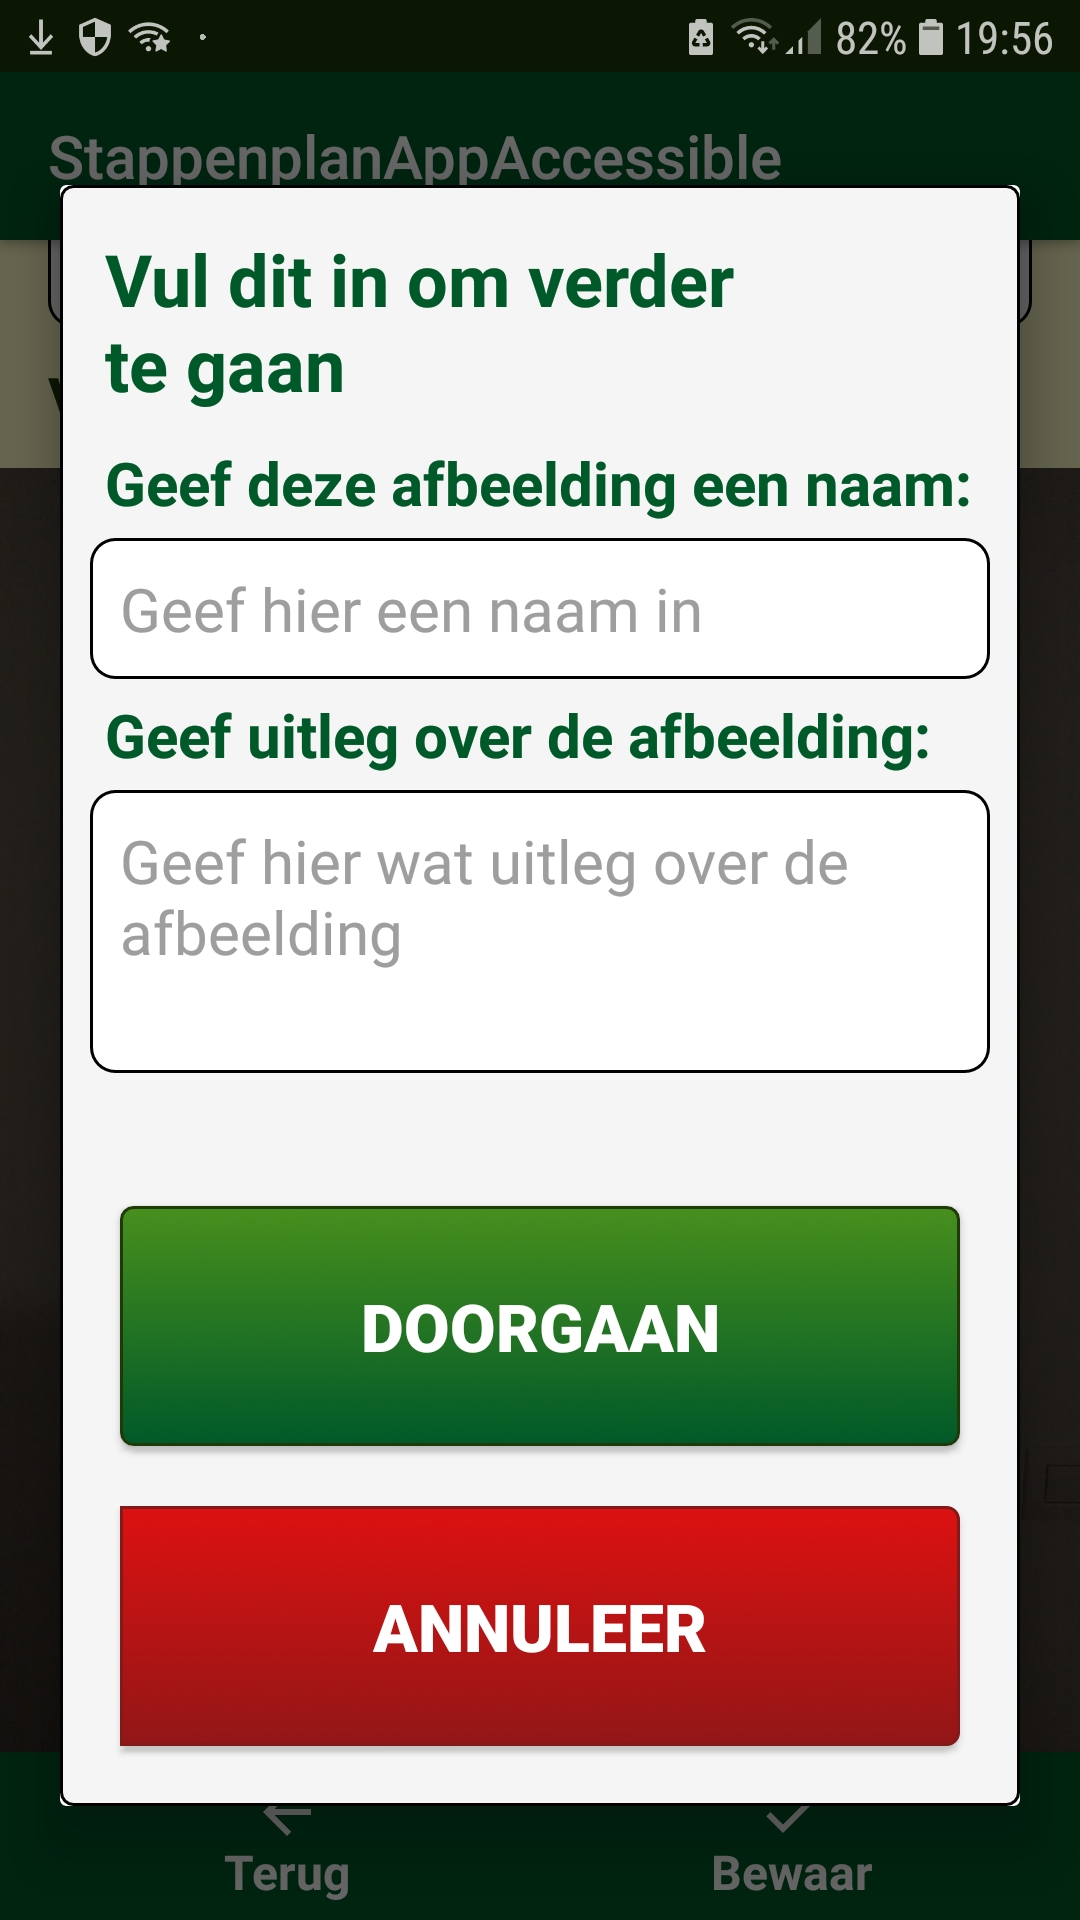 82% 19:56
StappenplanAppAccessible
Vul dit in om verder
te gaan
Geef deze afbeelding een naam:
Geef hier een naam in
Geef uitleg over de afbeelding:
Geef hier wat uitleg over de
afbeelding
DOORGAAN
ANNULEER
Terug Bewaar